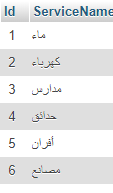 Id ServiceName
1 ماء
2 كهرباء
3 مدارس
4 حدائق
5 أفران
6 مصانع